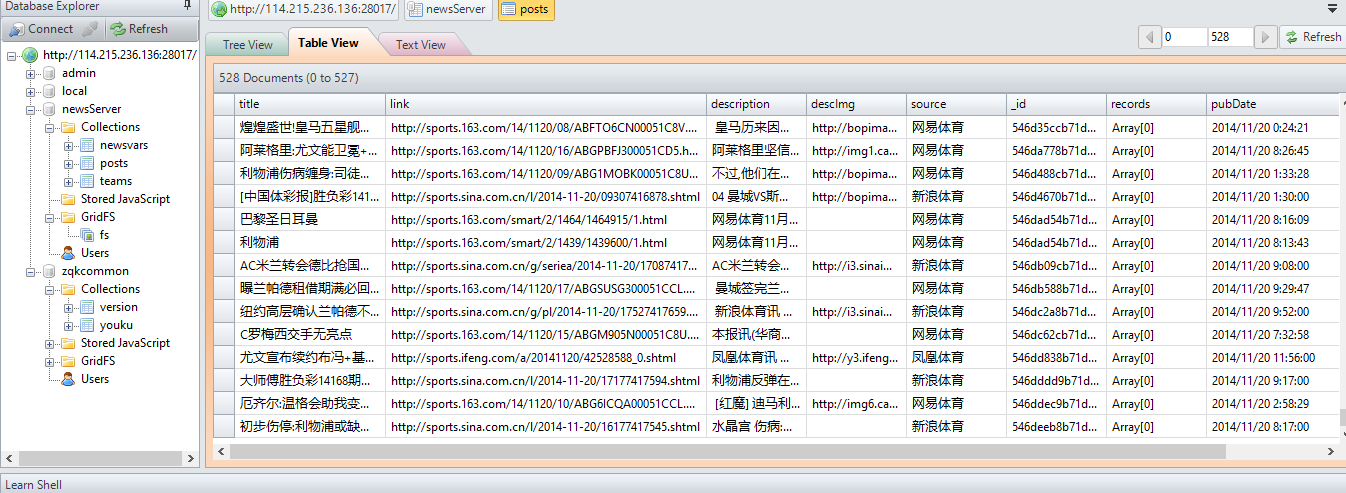 Database Explorer
Connect
Refresh
http://114.215.236.136:28017/
admin
local
newServer
Collections
newsvars
posts
teams
Stored JavaScript
GridFS
fs
Users
zqkcommon
Collections
version
youku
Stored JavaScript
GridFS
Users
http://114.215.236.136:28017/ newsServer posts
Tree View Table View Text View 0 528 Refresh
528 Documents (0 to 527)
title link description descImg source _id records pubDate
煌煌盛世!皇马五星舰... http://sports.163.com/14/1120/08/ABFTO6CN00051C8V.... 皇马历来因... http://bopima... 网易体育 546d35ccb71d... Array[0] 2014/11/20 0:24:21
阿莱格里:尤文能卫冕+... http://sports.163.com/14/1120/16/ABGPBFJ300051CD5.h... 阿莱格里坚信... http://img1.ca... 网易体育 546da778b71d... Array[0] 2014/11/20 8:26:45
利物浦伤病缠身:司徒... http://sports.163.com/14/1120/09/ABG1MOBK00051C8U... 不过,他们在... http://bopima... 网易体育 546d488cb71d... Array[0] 2014/11/20 1:33:28
[中国体彩报]胜负彩141... http://sports.sina.com.cn/l/2014-11-20/09307416878.shtml 04 曼城VS斯... http://bopima... 新浪体育 546d4670b71d... Array[0] 2014/11/20 1:30:00
巴黎圣日耳曼 http://sports.163.com/smart/2/1464/1464915/1.html 网易体育11月... 网易体育 546dad54b71d... Array[0] 2014/11/20 8:16:09
利物浦 http://sports.163.com/smart/2/1439/1439600/1.html 网易体育11月... 网易体育 546dad54b71d... Array[0] 2014/11/20 8:13:43
AC米兰转会德比抢国... http://sports.sina.com.cn/g/seriea/2014-11-20/17087417... AC米兰转会... http://i3.sinai... 新浪体育 546db09cb71d... Array[0] 2014/11/20 9:08:00
曝兰帕德租借期满必回... http://sports.163.com/14/1120/17/ABGSUSG300051CCL.... 曼城签完兰... 网易体育 546db588b71d... Array[0] 2014/11/20 9:29:47
纽约高层确认兰帕德不... http://sports.sina.com.cn/g/pl/2014-11-20/17527417659.... 新浪体育讯 ... http://i3.sinai... 新浪体育 546dc2a8b71d... Array[0] 2014/11/20 9:52:00
C罗梅西交手无亮点 http://sports.163.com/14/1120/15/ABGM905N00051C8U... 本报讯(华商... 网易体育 546dc62cb71d... Array[0] 2014/11/20 7:32:58
尤文宣布续约布冯+基... http://sports.ifeng.com/a/20141120/42528588_0.shtml 凤凰体育讯 ... http://y3.ifeng... 凤凰体育 546dd838b71d... Array[0] 2014/11/20 11:56:00
大师傅胜负彩14168期... http://sports.sina.com.cn/l/2014-11-20/17177417594.shtml 利物浦反弹在... 新浪体育 546dddd9b71d... Array[0] 2014/11/20 9:17:00
厄齐尔:温格会助我变... http://sports.163.com/14/1120/10/ABG6ICQA00051CCL.... [红魔] 迪马利... http://img6.ca... 网易体育 546ddec9b71d... Array[0] 2014/11/20 2:58:29
初步伤停:利物浦或缺... http://sports.sina.com.cn/l/2014-11-20/16177417545.shtml 水晶宫 伤病:... 新浪体育 546deeb8b71d... Array[0] 2014/11/20 8:17:00
Learn Shell